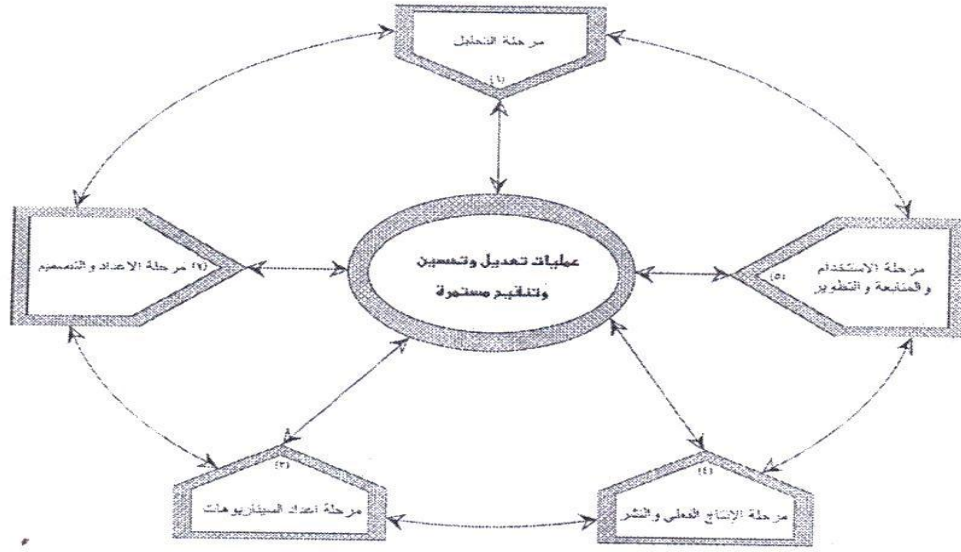 مرحلة التحليل
(١)
مرحلة الاعداد والتصميم (٢)
عمليات تعديل وتحسين
وتنقيح مستمرة
مرحلة الاستخدام
والمتابعة والتطوير
(٥)
(٣)
مرحلة اعداد السيناريوهات
(٤)
مرحلة الإنتاج الفعلى والنشر